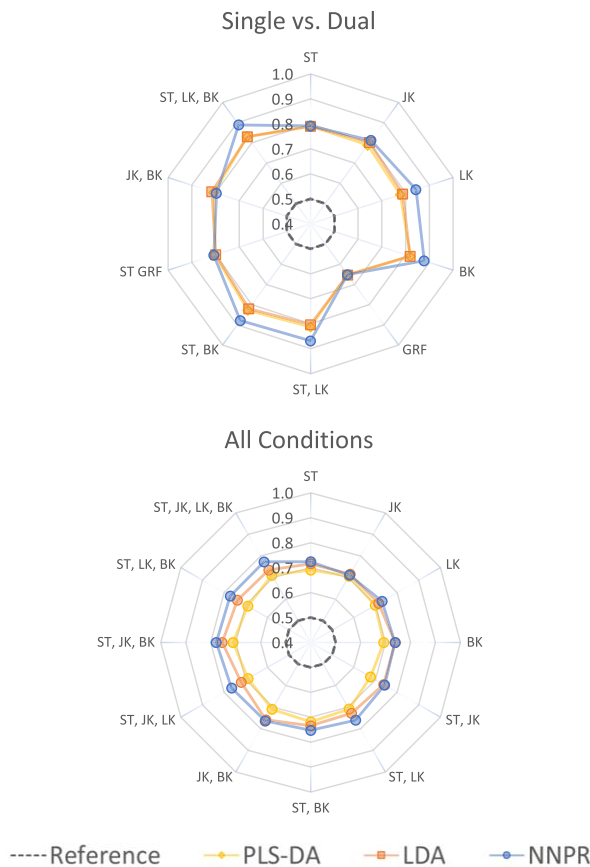 Single vs. Dual
ST
1.0
ST, LK, BK
JK
0.9
0.8
0.7
JK, BK
LK
0.6
0.5
0.4
ST GRF
BK
ST, BK
GRF
ST, LK
All Conditions
ST
1.0
ST, JK, LK, BK
JK
0.9
0.8
ST, LK, BK
LK
0.7
0.6
0.5
ST, JK, BK
0.4
BK
ST, JK, LK
ST, JK
JK, BK
ST, LK
ST, BK
Reference PLS-DA LDA NNPR